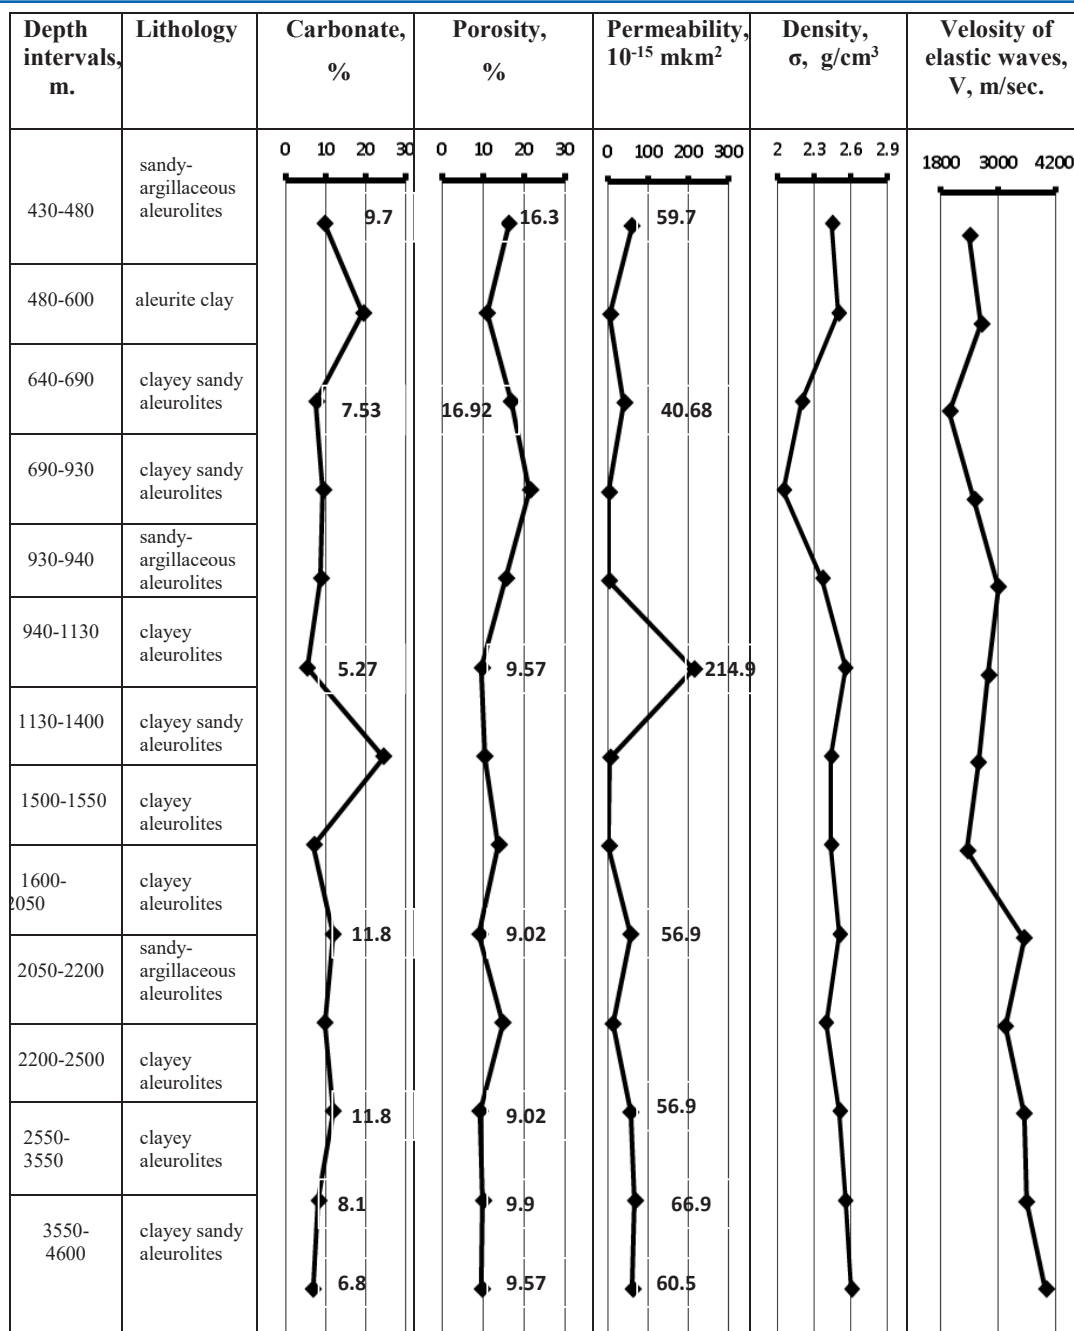 Depth
intervals,
m.
Lithology
Carbonate,
%
Porosity,
%
Permeability,
10-15 mkm2
Density,
σ, g/cm3
Velosity of
elastic waves,
V, m/sec.
0 10 20 30
0 10 20 30
0 100 200 300
2 2.3 2.6 2.9
1800 3000 4200
430-480
sandy-
argillaceous
aleurolites
9.7
16.3
59.7
480-600
aleurite clay
640-690
clayey sandy
aleurolites
7.53
16.92
40.68
690-930
clayey sandy
aleurolites
930-940
sandy-
argillaceous
aleurolites
940-1130
clayey
aleurolites
5.27
9.57
214.9
1130-1400
clayey sandy
aleurolites
1500-1550
clayey
aleurolites
1600-
2050
clayey
aleurolites
11.8
9.02
56.9
2050-2200
sandy-
argillaceous
aleurolites
2200-2500
clayey
aleurolites
11.8
9.02
56.9
2550-
3550
clayey
aleurolites
8.1
9.9
66.9
3550-
4600
clayey sandy
aleurolites
6.8
9.57
60.5